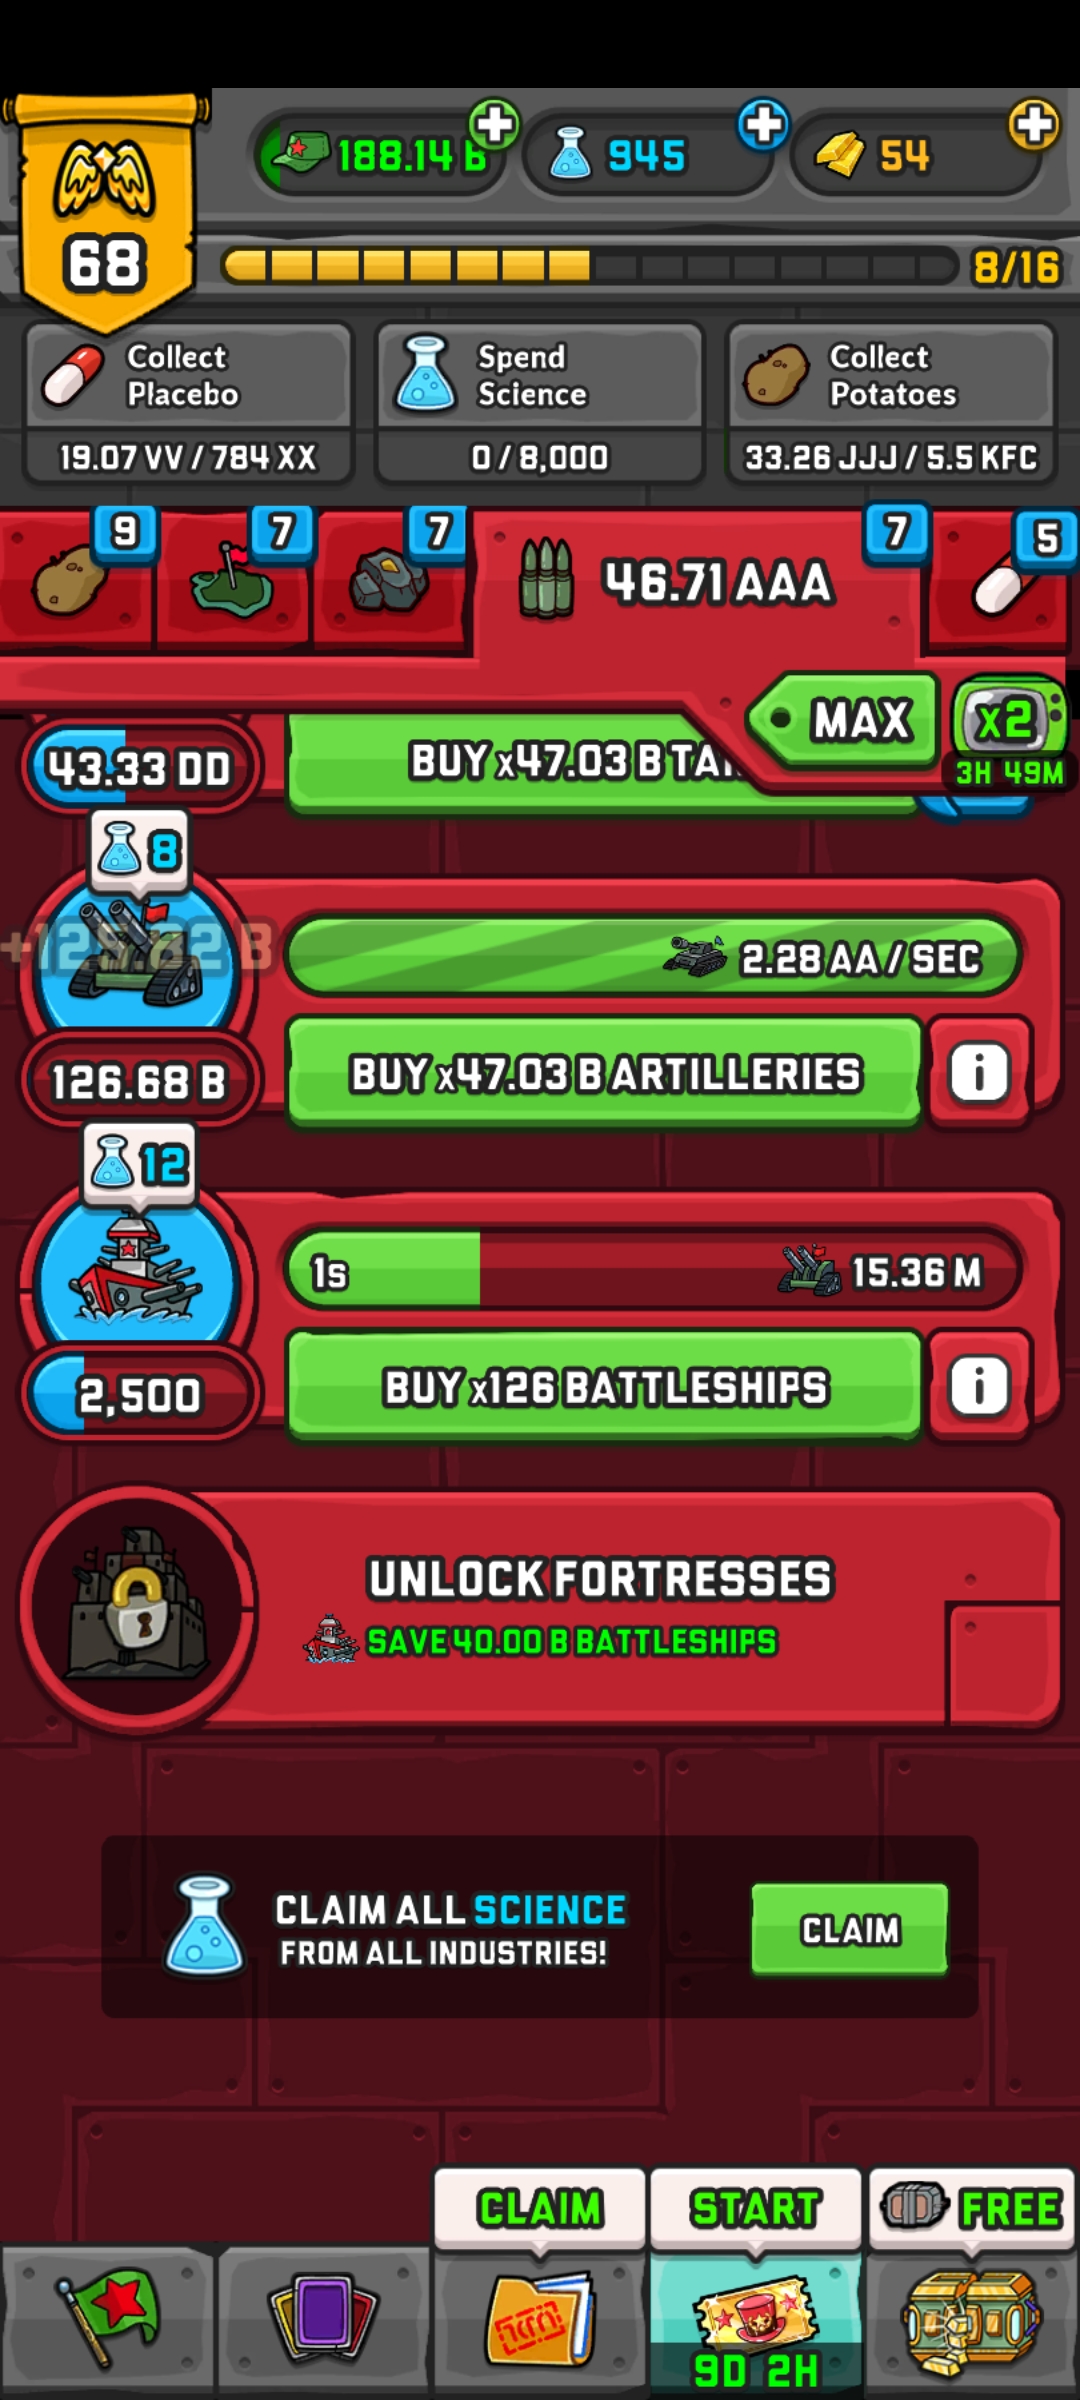 188.14 B
945
54
68
8/16
Collect
Placebo
19.07 VV / 784 XX
Spend
Science
0 / 8,000
Collect
Potatoes
33.26 JJJ / 5.5 KFC
9
7
7
46.71 AAA
7
5
MAX
x2
3H 49M
43.33 DD
BUY x47.03 B TAN
8
2.28 AA / SEC
126.68 B
BUY x47.03 B ARTILLERIES
i
12
1s
15.36 M
2,500
BUY x126 BATTLESHIPS
i
UNLOCK FORTRESSES
SAVE 40.00 B BATTLESHIPS
CLAIM ALL SCIENCE
FROM ALL INDUSTRIES!
CLAIM
CLAIM
START
FREE
9D 2H